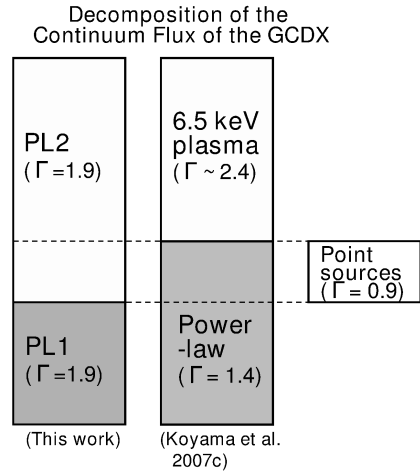 Decomposition of the
Continuum Flux of the GCDX
PL2
(Γ=1.9)
PL1
(Γ=1.9)
(This work)
6.5 keV
plasma
(Γ ~ 2.4)
Power
-law
(Γ = 1.4)
(Koyama et al.
2007c)
Point
sources
(Γ = 0.9)